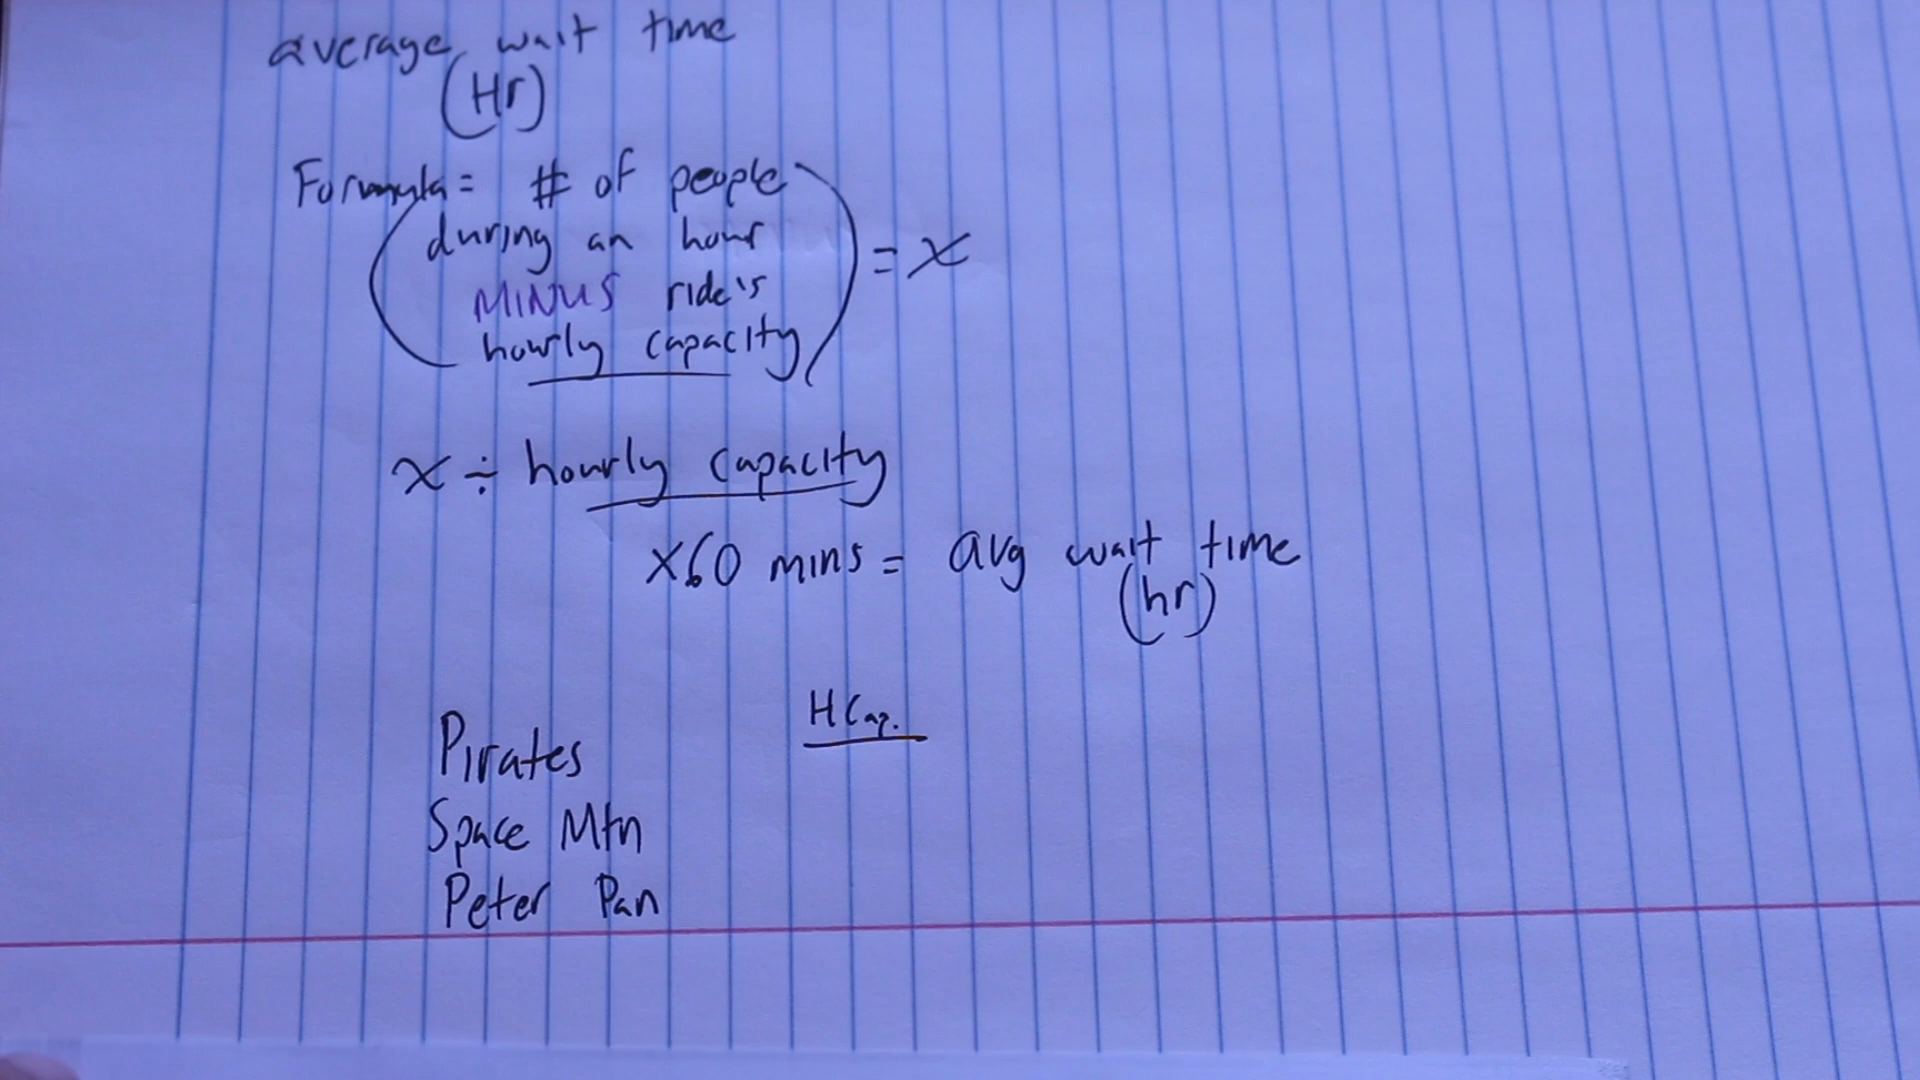 average wait time
(Hr)
Formula = # of people
during an hour
MINUS ride's
hourly capacity
= x
x ÷ hourly capacity
x60 mins = avg wait time
(hr)
H Cap.
Pirates
Space Mtn
Peter Pan